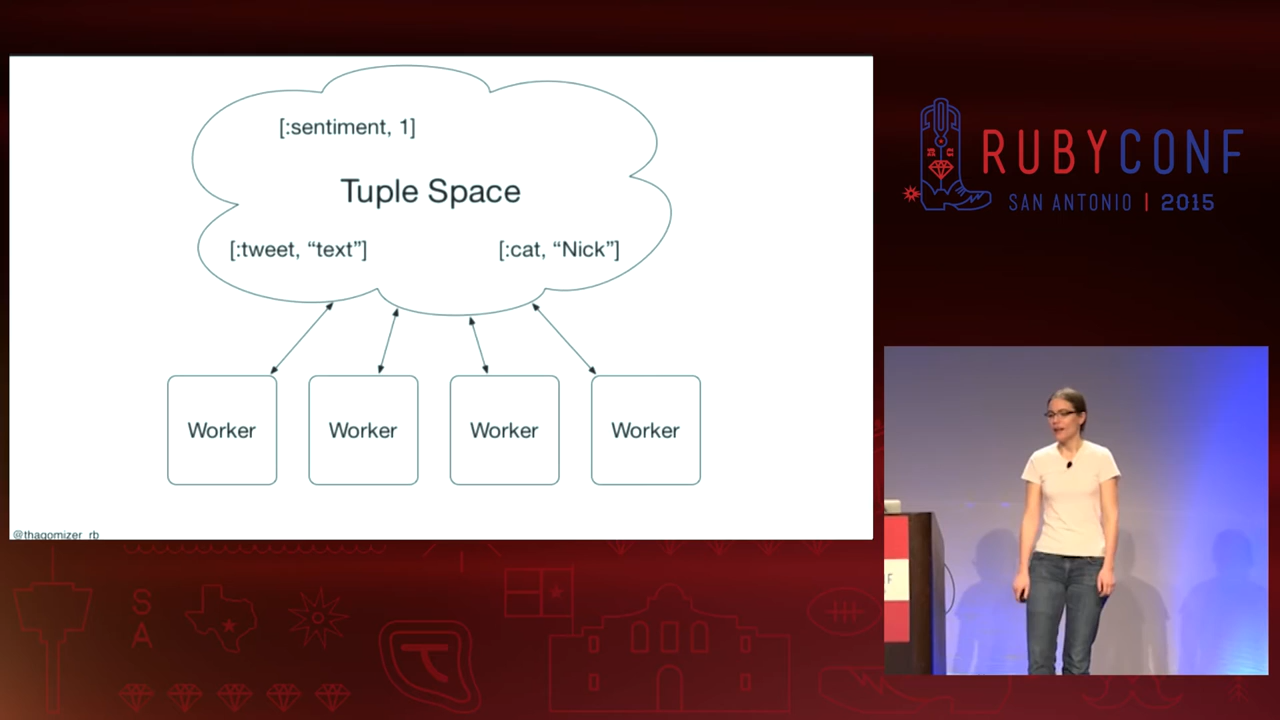 [:sentiment, 1]
Tuple Space
[:tweet, “text”]
[:cat, “Nick”]
Worker
Worker
Worker
Worker
@thagomizer_rb
RUBYCONF
SAN ANTONIO | 2015
S
A
F